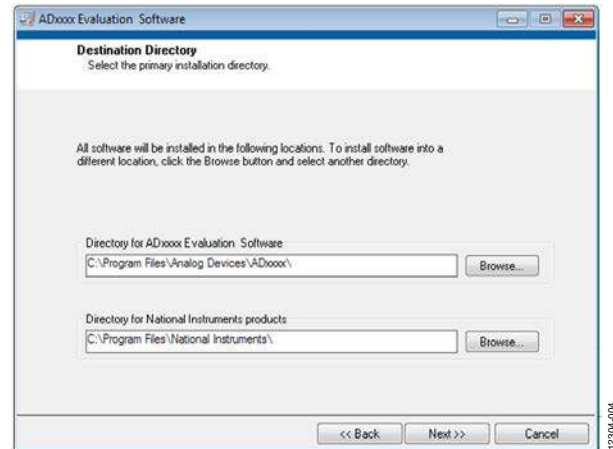 ADxxxx Evaluation Software
Destination Directory
Select the primary installation directory.
All software will be installed in the following locations. To install software into a
different location, click the Browse button and select another directory.
Directory for ADxxxx Evaluation Software
C:\Program Files\Analog Devices\ADxxxx\
Browse...
Directory for National Instruments products
C:\Program Files\National Instruments\
Browse...
<< Back
Next >>
Cancel
12304-004